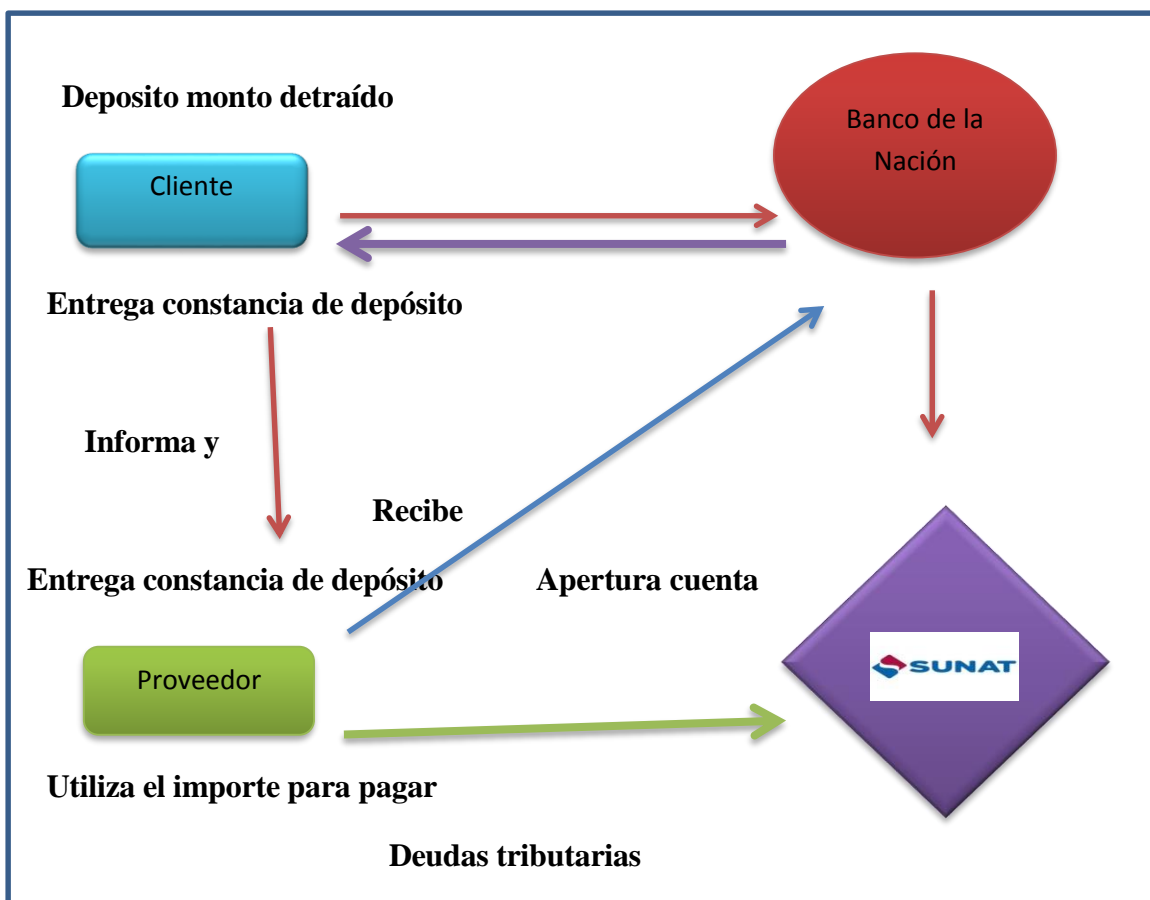 Deposito monto detraído
Banco de la
Nación
Cliente
Entrega constancia de depósito
Informa y
Recibe
Entrega constancia de depósito
Apertura cuenta
SUNAT
Proveedor
Utiliza el importe para pagar
Deudas tributarias